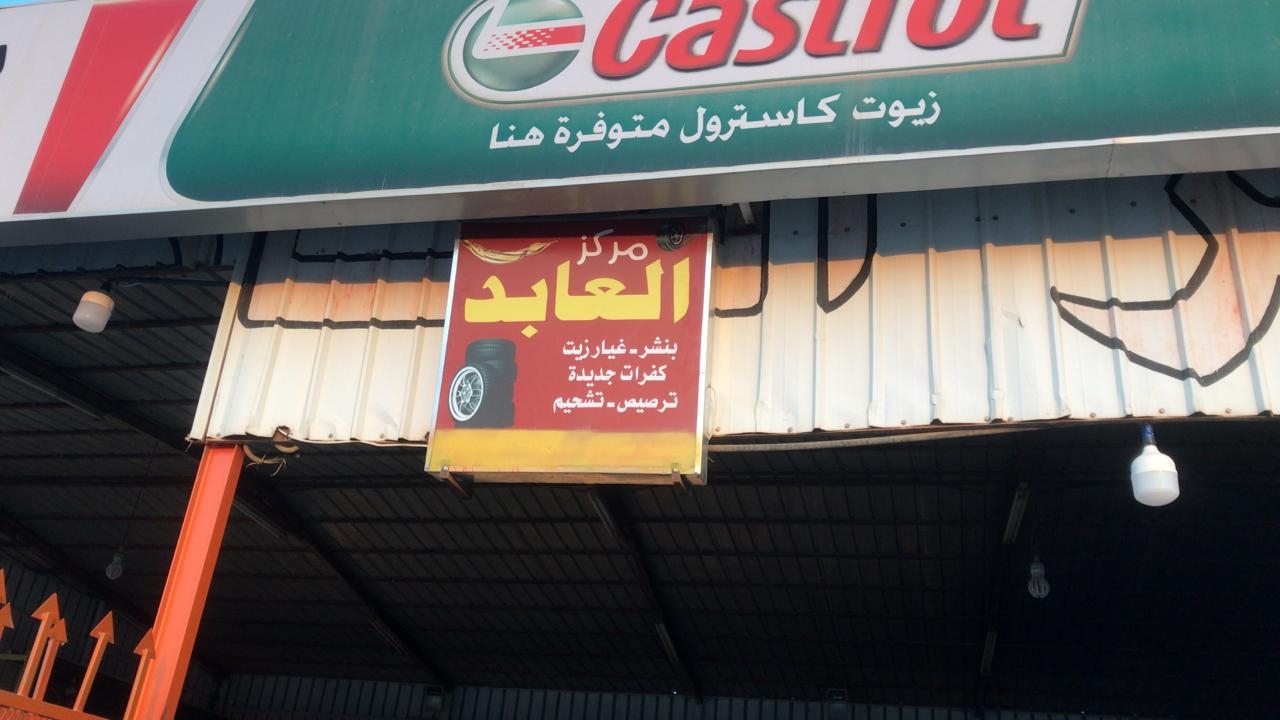 Castrol
زيوت كاسترول متوفرة هنا
مركز
العابد
بنشر - غيار زيت
كفرات جديدة
ترصيص - تشحيم